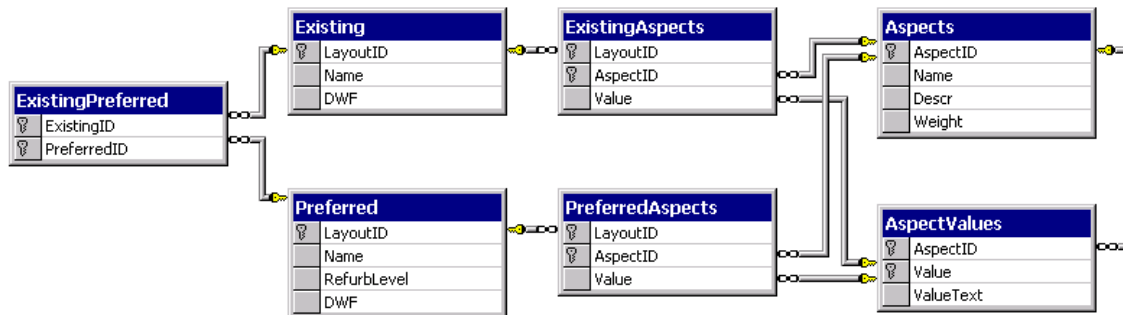 ExistingPreferred
ExistingID
PreferredID
Existing
LayoutID
Name
DWF
Preferred
LayoutID
Name
RefurbLevel
DWF
ExistingAspects
LayoutID
AspectID
Value
PreferredAspects
LayoutID
AspectID
Value
Aspects
AspectID
Name
Descr
Weight
AspectValues
AspectID
Value
ValueText